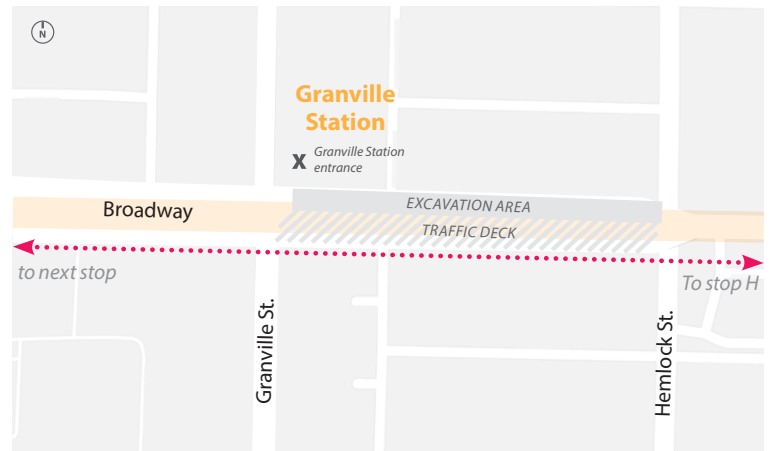 N
Granville
Station
X
Granville Station
entrance
EXCAVATION AREA
Broadway
TRAFFIC DECK
to next stop
To stop H
Granville St.
Hemlock St.